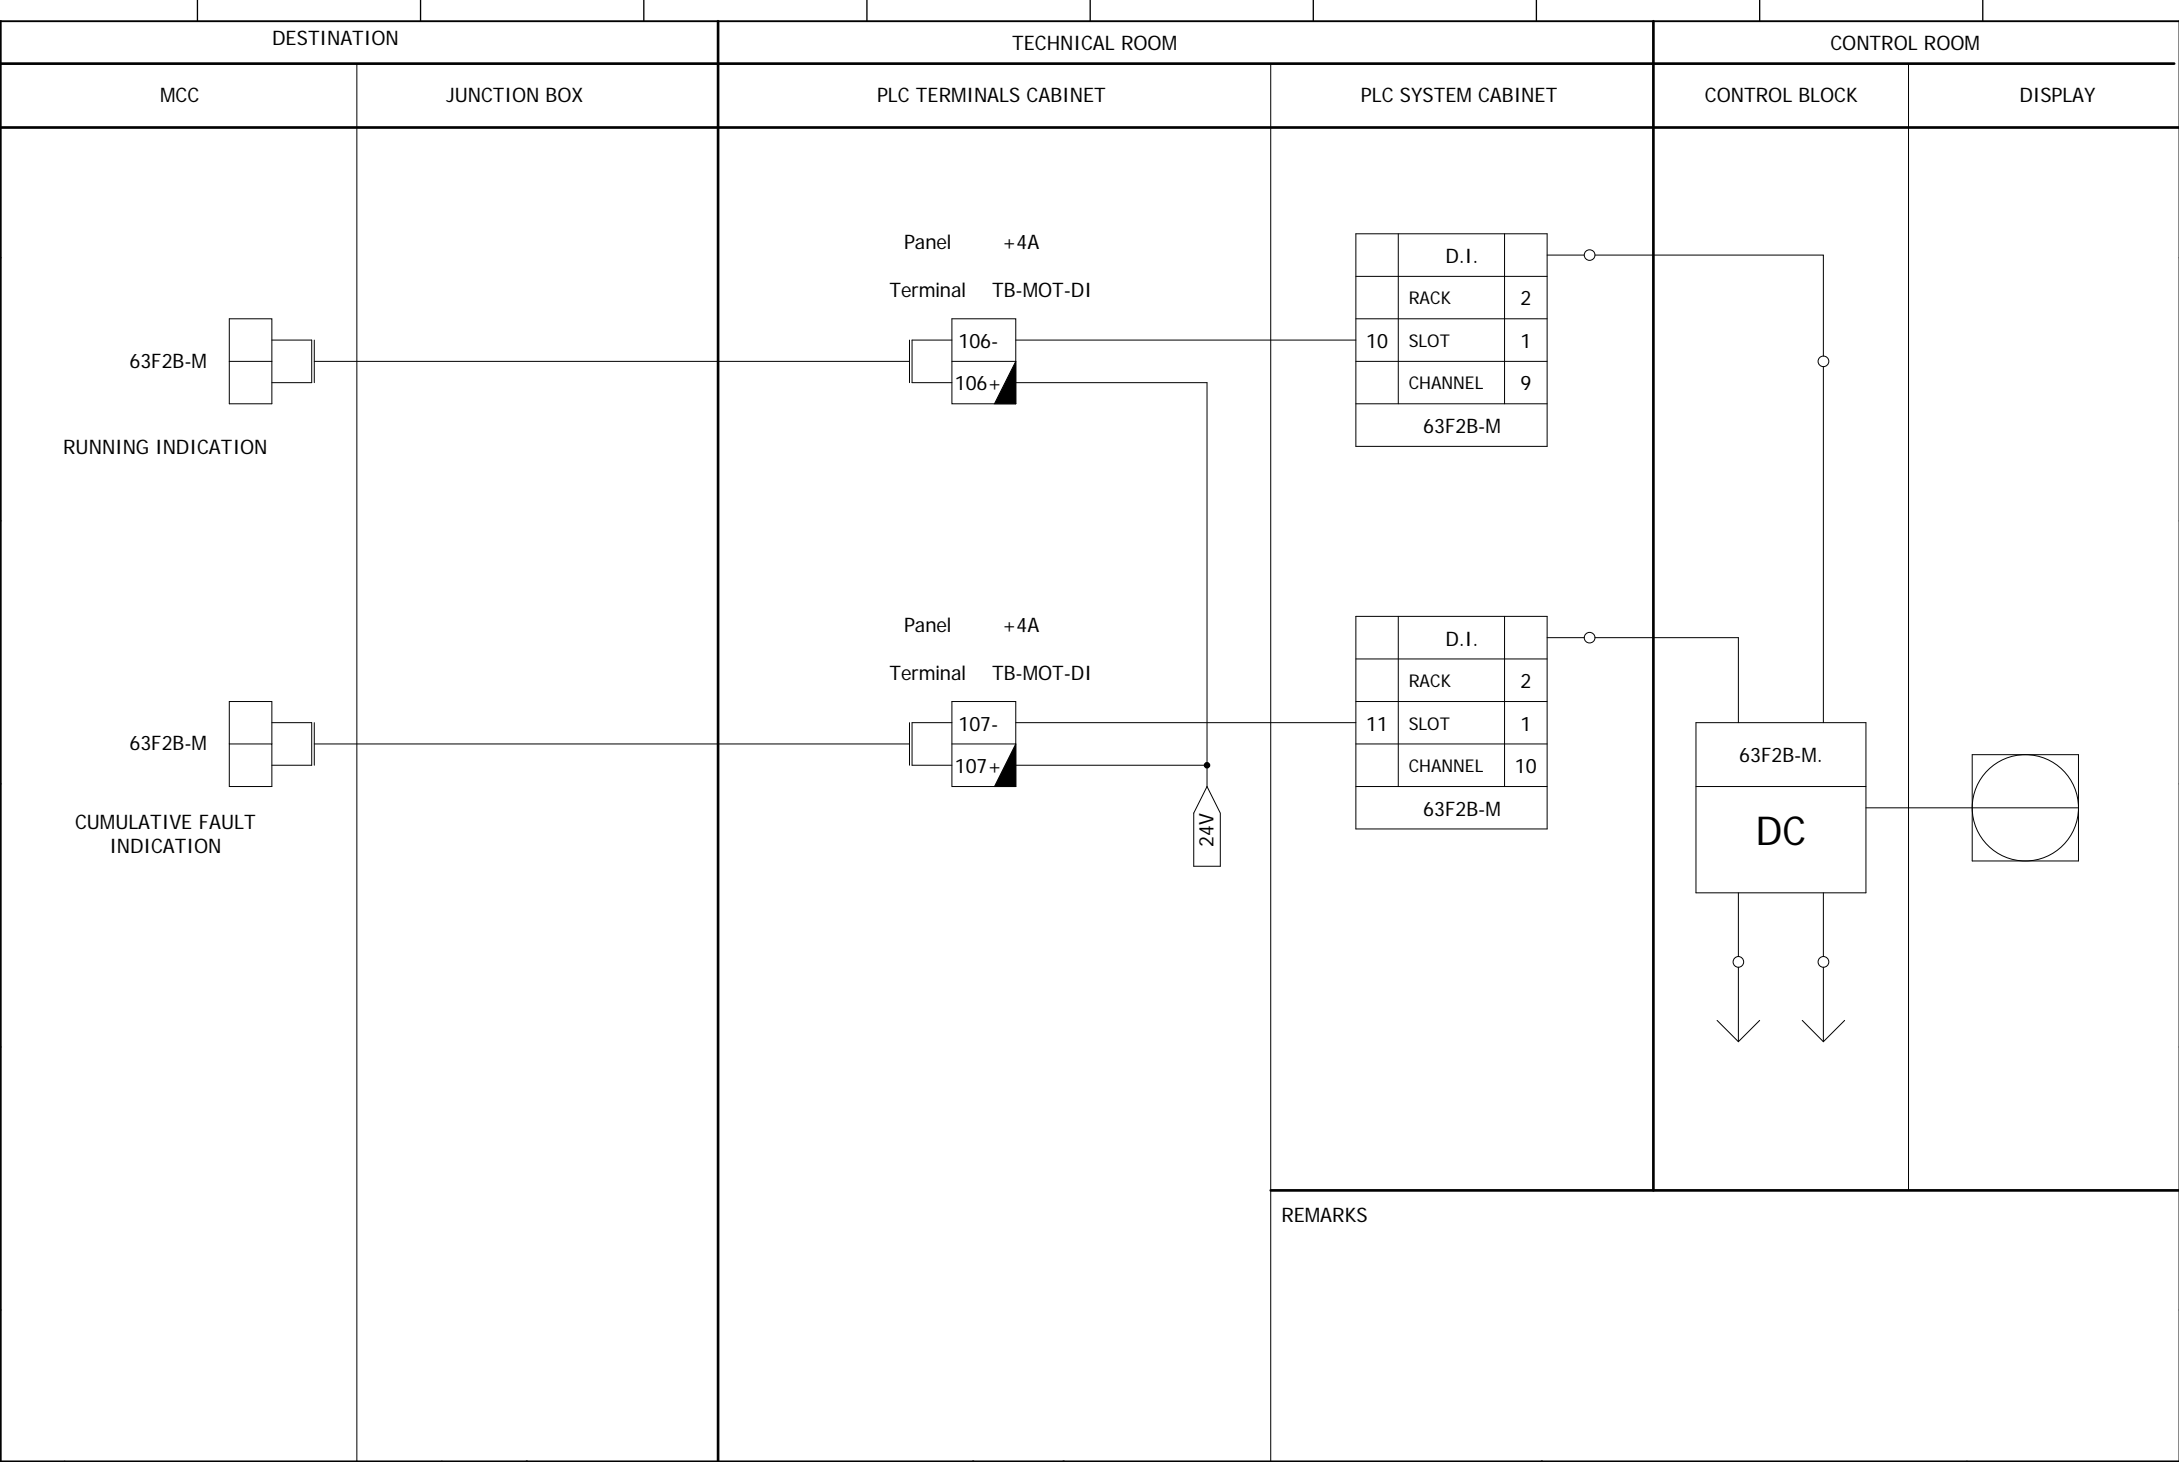 DESTINATION
TECHNICAL ROOM
CONTROL ROOM
MCC
JUNCTION BOX
PLC TERMINALS CABINET
PLC SYSTEM CABINET
CONTROL BLOCK
DISPLAY
Panel +4A
Terminal TB-MOT-DI
63F2B-M
RUNNING INDICATION
106-
106+
D.I.
RACK 2
10 SLOT 1
CHANNEL 9
63F2B-M
Panel +4A
Terminal TB-MOT-DI
63F2B-M
CUMULATIVE FAULT
INDICATION
107-
107+
24V
D.I.
RACK 2
11 SLOT 1
CHANNEL 10
63F2B-M
63F2B-M.
DC
REMARKS